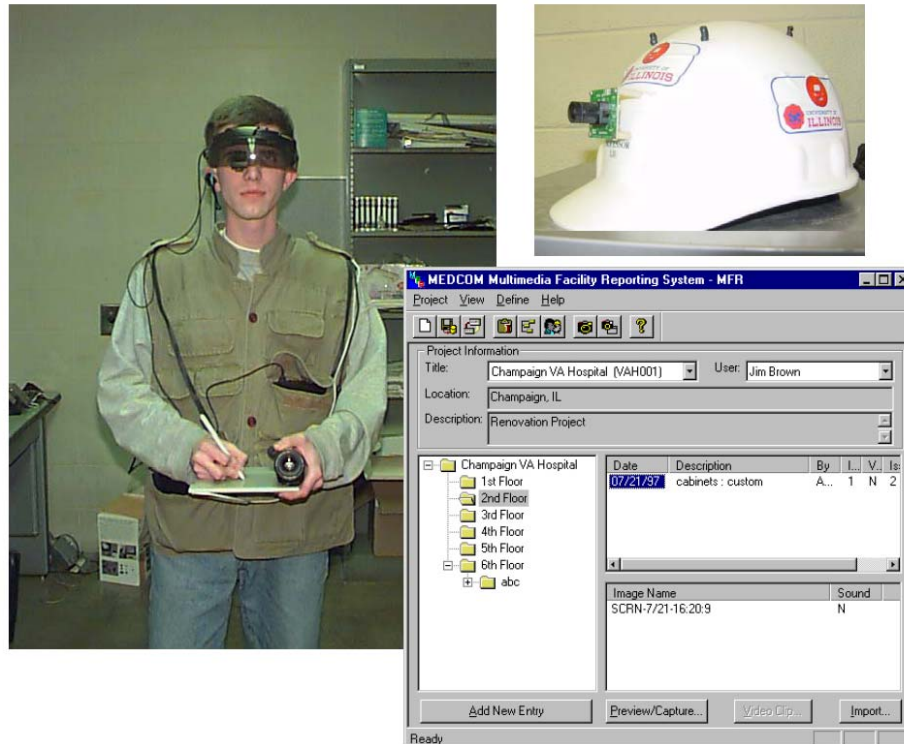 UNIVERSITY OF
ILLINOIS
UNIVERSITY OF
ILLINOIS
MEDCOM Multimedia Facility Reporting System - MFR
Project View Define Help
Project Information
Title: Champaign VA Hospital (VAH001) User: Jim Brown
Location: Champaign, IL
Description: Renovation Project
Champaign VA Hospital
1st Floor
2nd Floor
3rd Floor
4th Floor
5th Floor
6th Floor
abc
Date Description By I... V.. Is:
07/21/97 cabinets : custom A... 1 N 2
Image Name Sound
SCRN-7/21-16:20:9 N
Add New Entry Preview/Capture... Video Clip... Import...
Ready